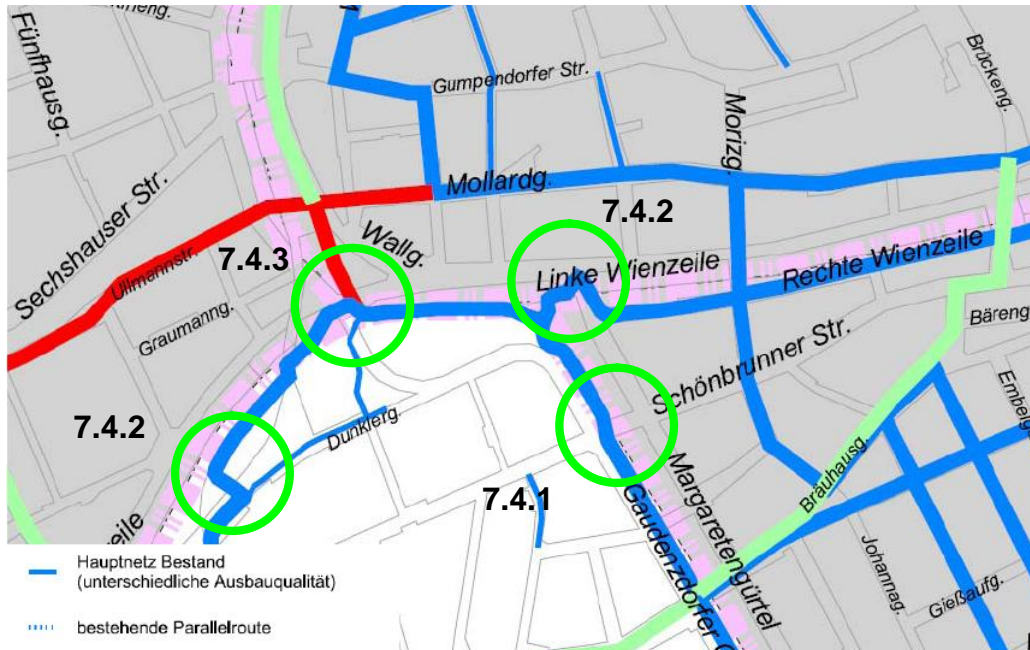 Fünfhausg.
Gumpendorfer Str.
Brückeng.
Morizg.
Mollardg.
Sechshauser Str.
7.4.2
Wallg.
7.4.3
Linke Wienzeile
Rechte Wienzeile
Ullmannstr.
Graumanng.
Schönbrunner Str.
Bäreng
Embelg
7.4.2
Dunklerg.
Bräuhausg.
7.4.1
Margaretengürtel
Gaudenzdorfer G
zeile
Johannag.
Gießaufg.
Hauptnetz Bestand
(unterschiedliche Ausbauqualität)
bestehende Parallelroute